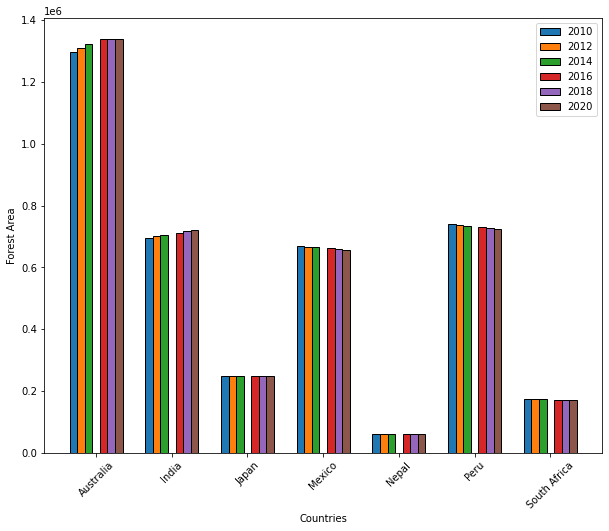 1e6
1.4
1.2
1.0
0.8
0.6
0.4
0.2
0.0
Forest Area
2010
2012
2014
2016
2018
2020
Australia
India
Japan
Mexico
Nepal
Peru
South Africa
Countries